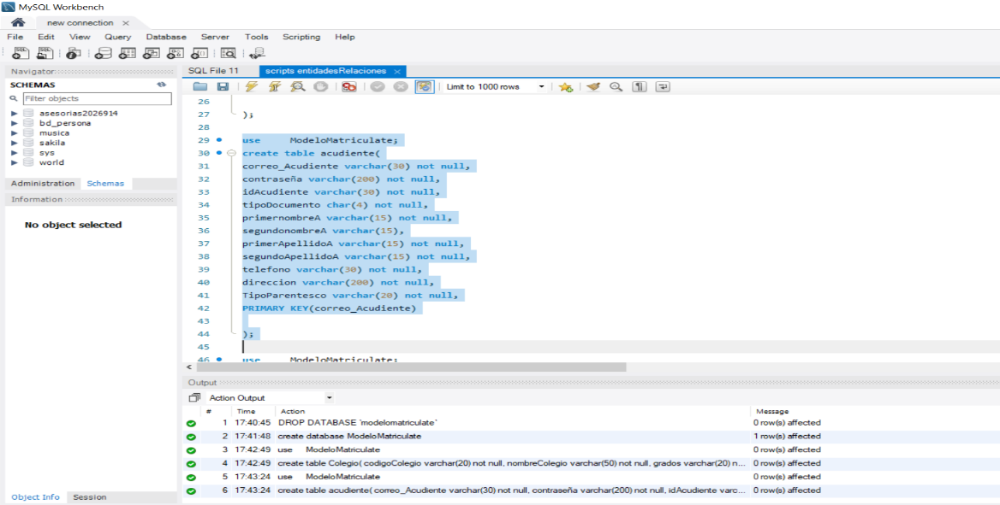 MySQL Workbench
new connection ×
File Edit View Query Database Server Tools Scripting Help
Navigator
SQL File 11 scripts entidadesRelaciones ×
SCHEMAS
Limit to 1000 rows
Filter objects
asesorias2026914
bd_persona
musica
sakila
sys
world
Administration Schemas
Information
No object selected
26
27 );
28
29 use ModeloMatriculate;
30 create table acudiente(
31 correo_Acudiente varchar(30) not null,
32 contraseña varchar(200) not null,
33 idAcudiente varchar(30) not null,
34 tipoDocumento char(4) not null,
35 primernombreA varchar(15) not null,
36 segundonombreA varchar(15),
37 primerApellidoA varchar(15) not null,
38 segundoApellidoA varchar(15) not null,
39 telefono varchar(30) not null,
40 direccion varchar(200) not null,
41 TipoParentesco varchar(20) not null,
42 PRIMARY KEY(correo_Acudiente)
43
44 );
45
46 use ModeloMatriculate;
Output
Action Output
# Time Action Message
1 17:40:45 DROP DATABASE `modelomatriculate` 0 row(s) affected
2 17:41:48 create database ModeloMatriculate 1 row(s) affected
3 17:42:49 use ModeloMatriculate 0 row(s) affected
4 17:42:49 create table Colegio( codigoColegio varchar(20) not null, nombreColegio varchar(50) not null, grados varchar(20) n... 0 row(s) affected
5 17:43:24 use ModeloMatriculate 0 row(s) affected
6 17:43:24 create table acudiente( correo_Acudiente varchar(30) not null, contraseña varchar(200) not null, idAcudiente varc... 0 row(s) affected
Object Info Session